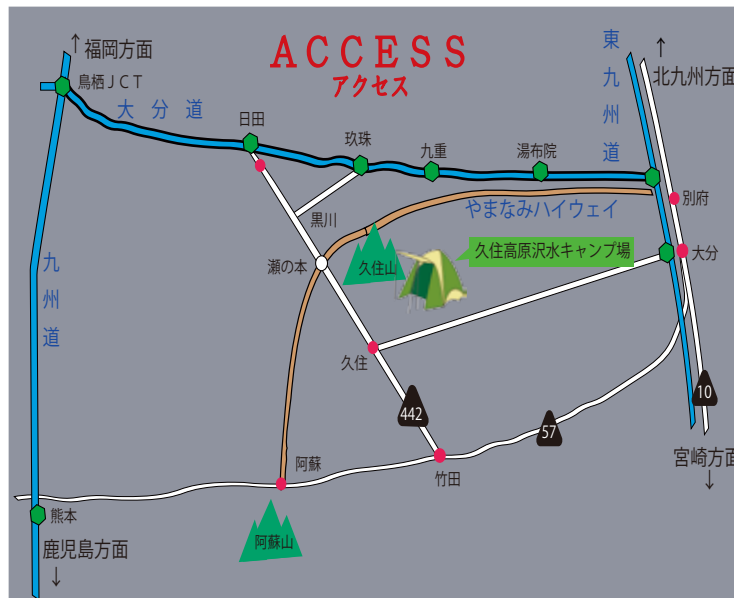 ACCESS
アクセス
↑福岡方面
鳥栖JCT
大分道
日田
玖珠
九重
湯布院
東九州道
↑
北九州方面
別府
やまなみハイウェイ
黒川
瀬の本
久住山
久住高原沢水キャンプ場
大分
九州道
久住
442
57
10
宮崎方面
↓
阿蘇
竹田
熊本
阿蘇山
鹿児島方面
↓